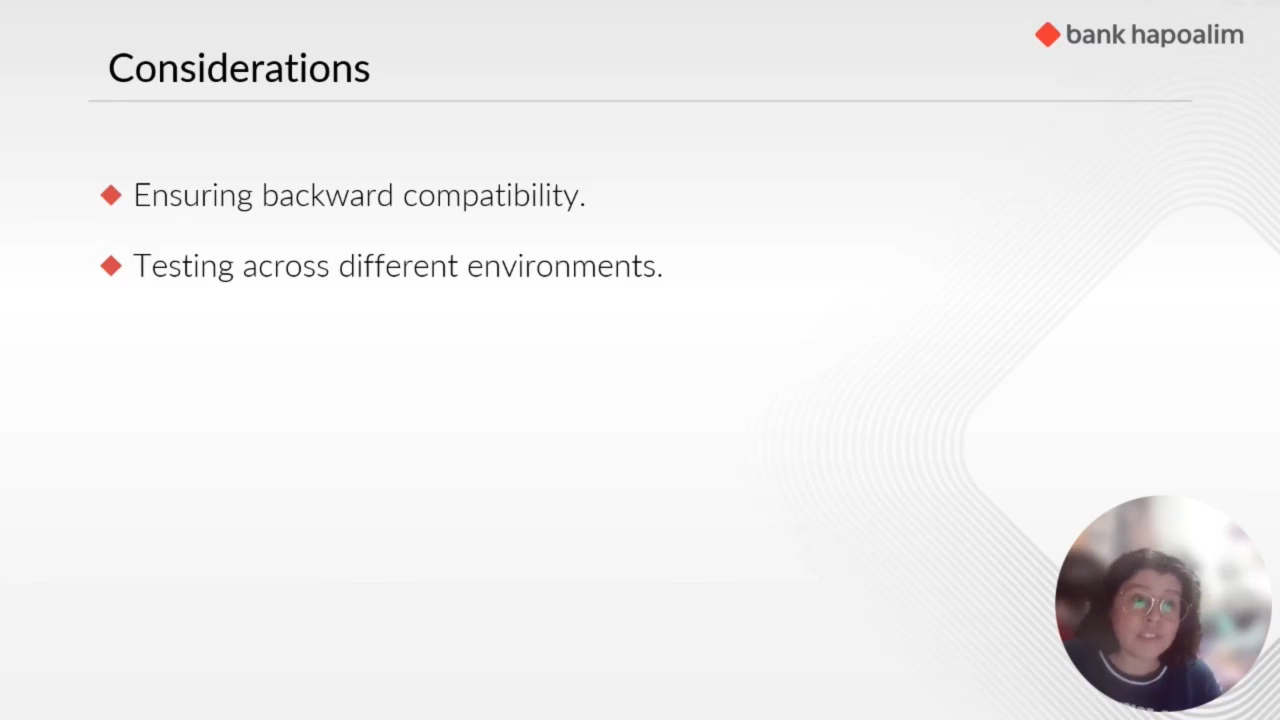 bank hapoalim
Considerations
Ensuring backward compatibility.
Testing across different environments.